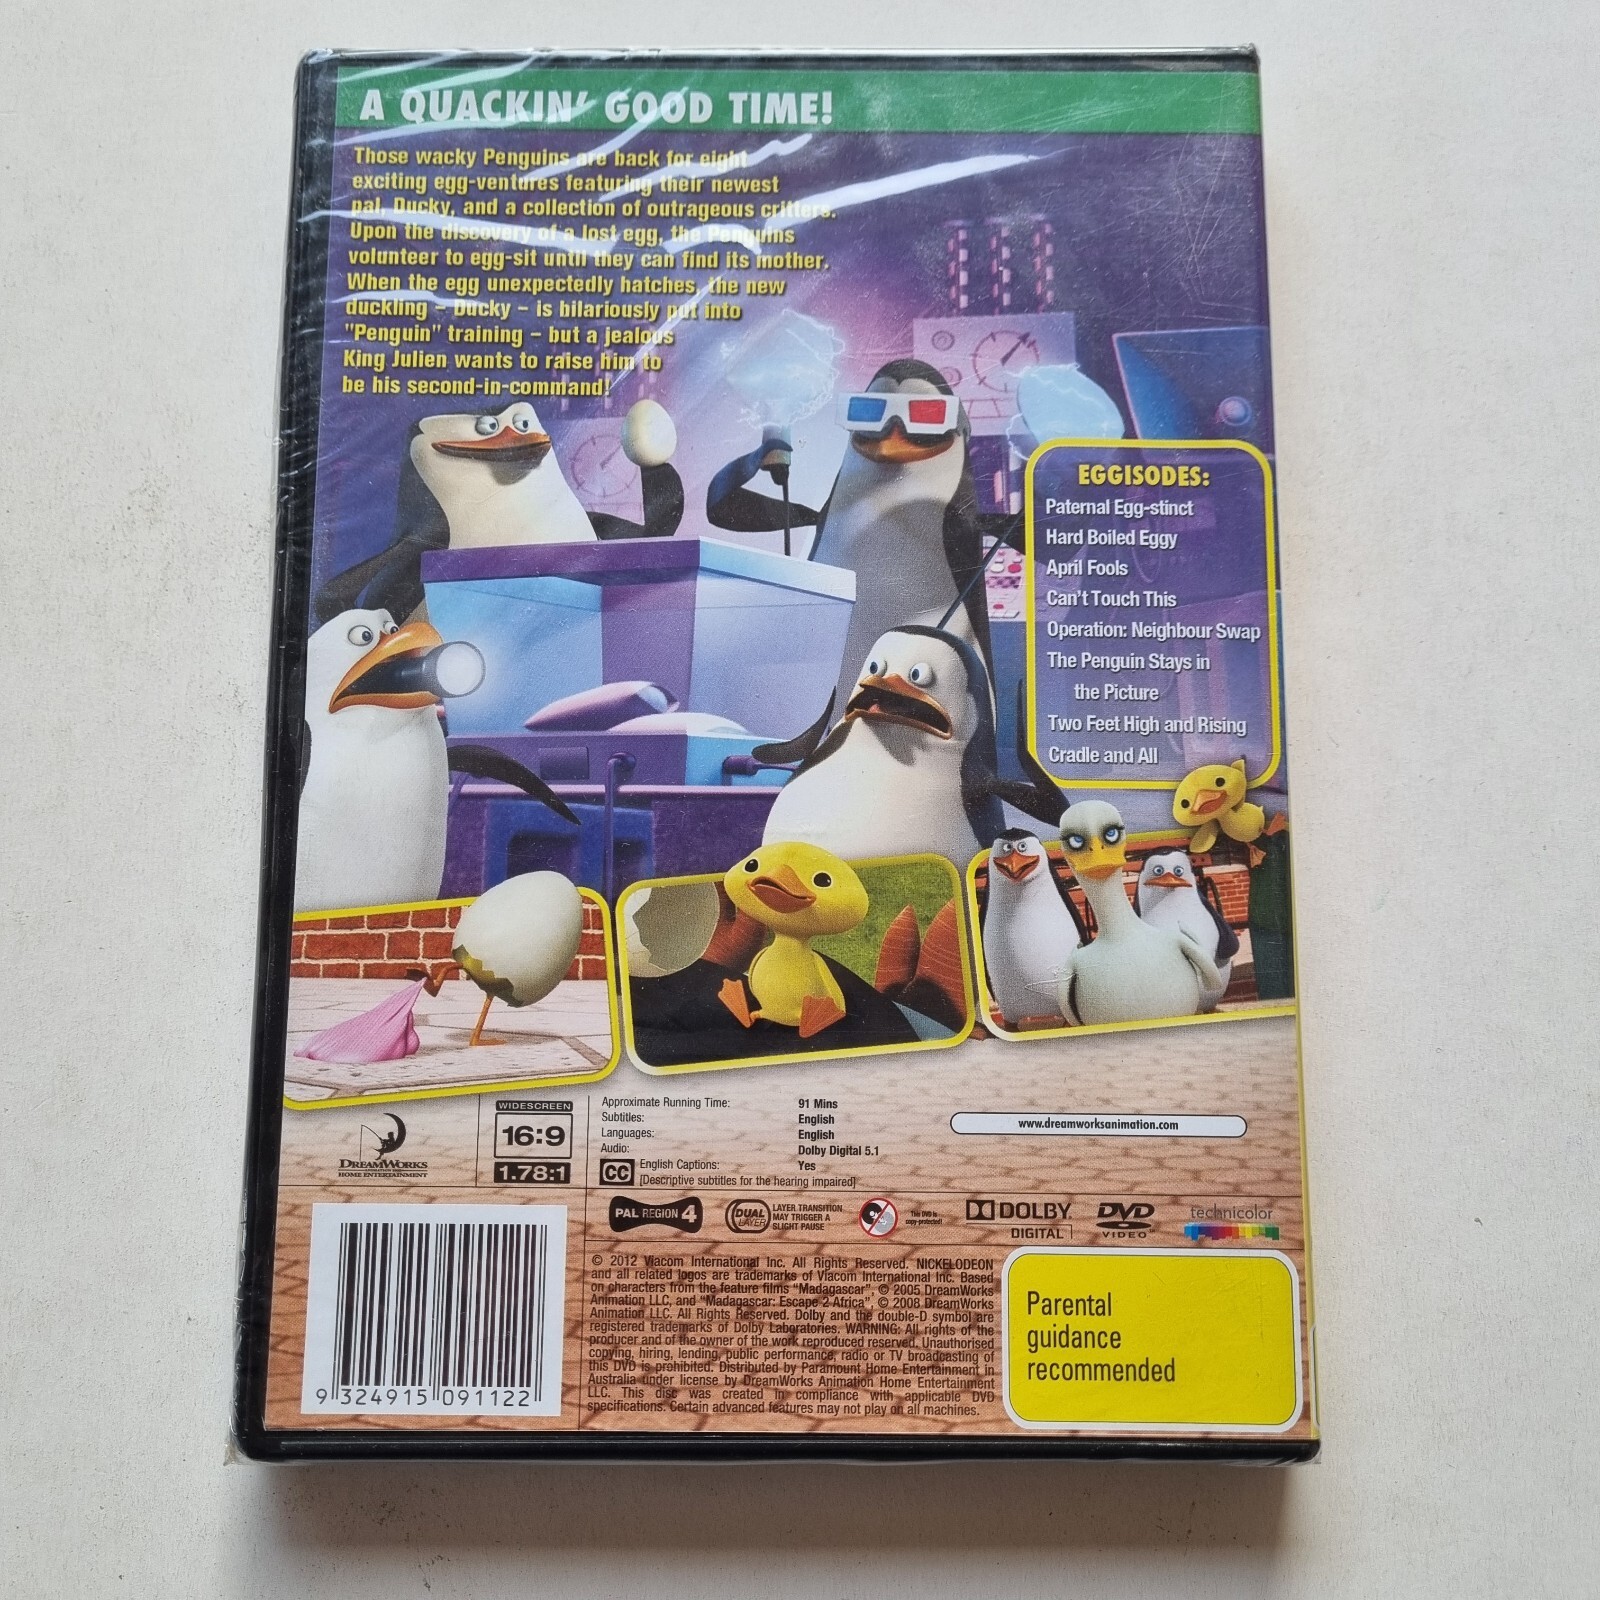 A QUACKIN' GOOD TIME!
Those wacky Penguins are back for eight
exciting egg-ventures featuring their newest
pal, Ducky, and a collection of outrageous critters.
Upon the discovery of a lost egg, the Penguins
volunteer to egg-sit until they can find its mother.
When the egg unexpectedly hatches, the new
duckling – Ducky – is hilariously put into
"Penguin" training – but a jealous
King Julien wants to raise him to
be his second-in-command!
EGGISODES:
Paternal Egg-stinct
Hard Boiled Eggy
April Fools
Can't Touch This
Operation: Neighbour Swap
The Penguin Stays in
the Picture
Two Feet High and Rising
Cradle and All
DREAMWORKS
HOME ENTERTAINMENT
WIDESCREEN
16:9
1.78:1
Approximate Running Time: 91 Mins
Subtitles: English
Languages: English
Audio: Dolby Digital 5.1
CC English Captions: Yes
[Descriptive subtitles for the hearing impaired]
www.dreamworksanimation.com
PAL REGION 4
DUAL LAYER
LAYER TRANSITION
MAY TRIGGER A
SLIGHT PAUSE
This DVD is
copy-protected!
DOLBY
DIGITAL
DVD
VIDEO
technicolor
9 324915 091122
© 2012 Viacom International Inc. All Rights Reserved. NICKELODEON
and all related logos are trademarks of Viacom International Inc. Based
on characters from the feature films "Madagascar", © 2005 DreamWorks
Animation LLC, and "Madagascar: Escape 2 Africa", © 2008 DreamWorks
Animation LLC. All Rights Reserved. Dolby and the double-D symbol are
registered trademarks of Dolby Laboratories. WARNING: All rights of the
producer and of the owner of the work reproduced reserved. Unauthorised
copying, hiring, lending, public performance, radio or TV broadcasting of
this DVD is prohibited. Distributed by Paramount Home Entertainment in
Australia under license by DreamWorks Animation Home Entertainment
LLC. This disc was created in compliance with applicable DVD
specifications. Certain advanced features may not play on all machines.
Parental
guidance
recommended